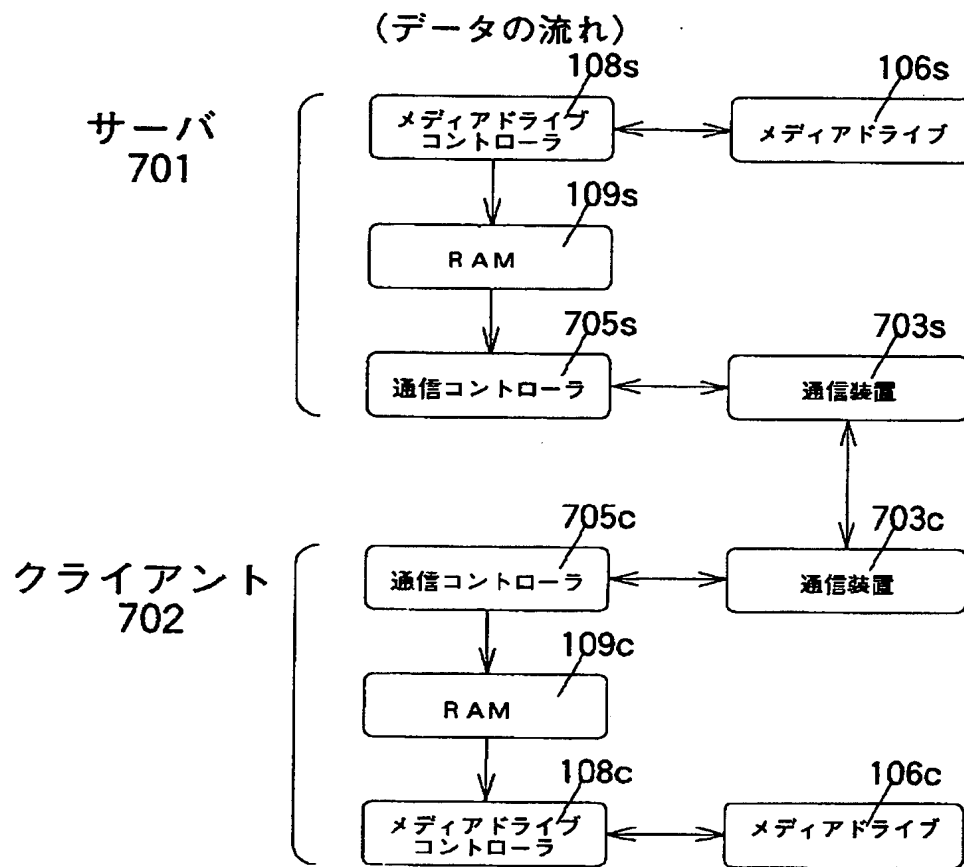 (データの流れ)
108s
106s
サーバ
701
メディアドライブ
コントローラ
メディアドライブ
109s
RAM
705s
703s
通信コントローラ
通信装置
705c
703c
クライアント
702
通信コントローラ
通信装置
109c
RAM
108c
106c
メディアドライブ
コントローラ
メディアドライブ